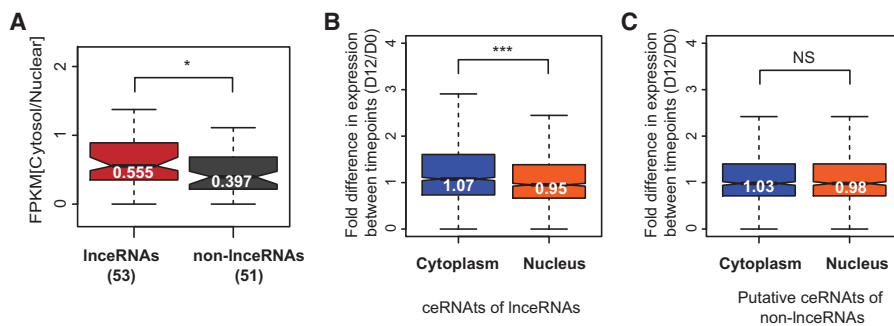 A
FPKM[Cytosol/Nuclear]
2
1
0
*
0.555
0.397
lnceRNAs
(53)
non-lnceRNAs
(51)
B
Fold difference in expression
between timepoints (D12/D0)
4
3
2
1
0
***
1.07
0.95
Cytoplasm
Nucleus
ceRNAts of lnceRNAs
C
Fold difference in expression
between timepoints (D12/D0)
4
3
2
1
0
NS
1.03
0.98
Cytoplasm
Nucleus
Putative ceRNAts of
non-lnceRNAs